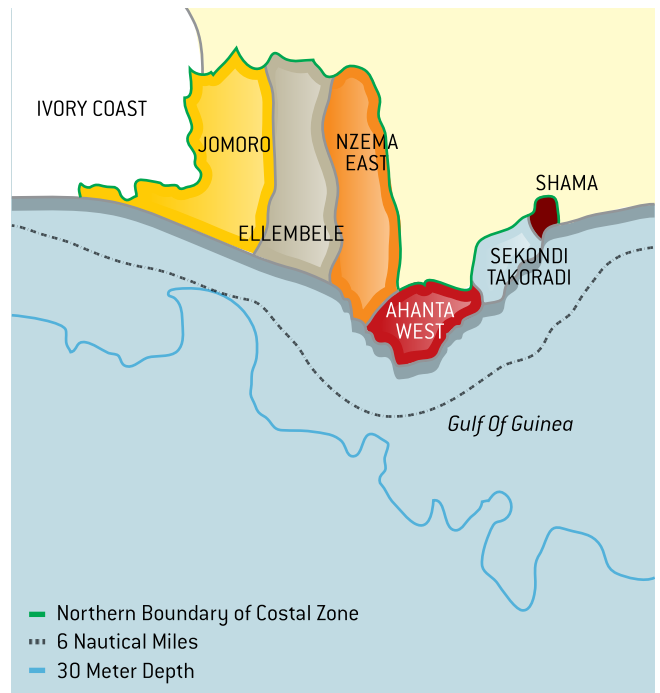 IVORY COAST
JOMORO
NZEMA
EAST
SHAMA
ELLEMBELE
SEKONDI
TAKORADI
AHANTA
WEST
Gulf Of Guinea
Northern Boundary of Costal Zone
6 Nautical Miles
30 Meter Depth